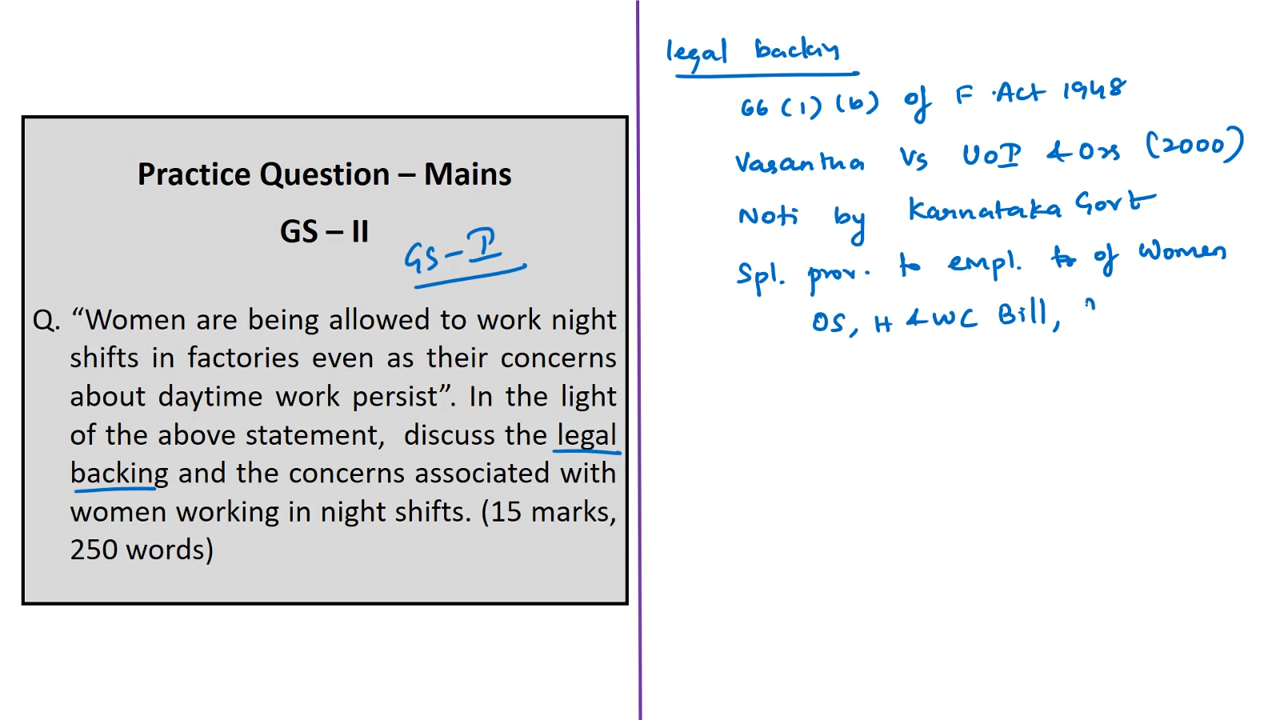 Practice Question – Mains
GS – II
GS – I
Q. “Women are being allowed to work night
shifts in factories even as their concerns
about daytime work persist”. In the light
of the above statement, discuss the legal
backing and the concerns associated with
women working in night shifts. (15 marks,
250 words)
legal backing
66 (1) (b) of F. Act 1948
Vasantha Vs UOI & Ors (2000)
Noti by Karnataka Govt
Spl. prov. to empl. of Women
OS, H & WC Bill,